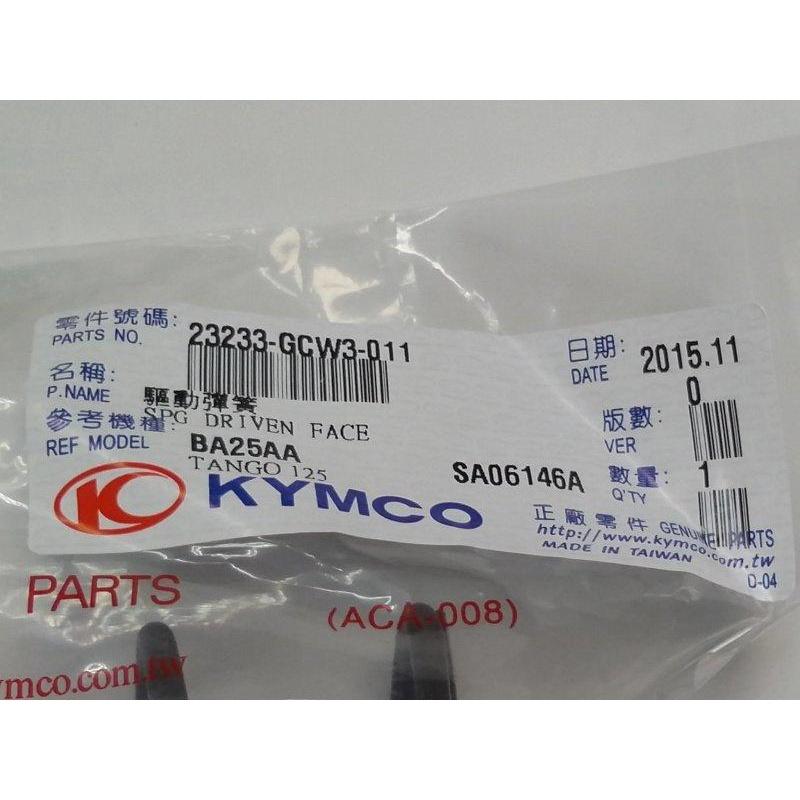 零件號碼: 23233-GCW3-011
PARTS NO.
日期: 2015.11
DATE
名稱: 驅動彈簧
P.NAME SPG DRIVEN FACE
版數: 0
VER
參考機種: BA25AA
REF MODEL TANGO 125
SA06146A
數量: 1
Q'TY
KYMCO
正廠零件 GENUINE PARTS
http://www.kymco.com.tw
MADE IN TAIWAN
D-04
PARTS (ACA-008)
ymco.com.tw